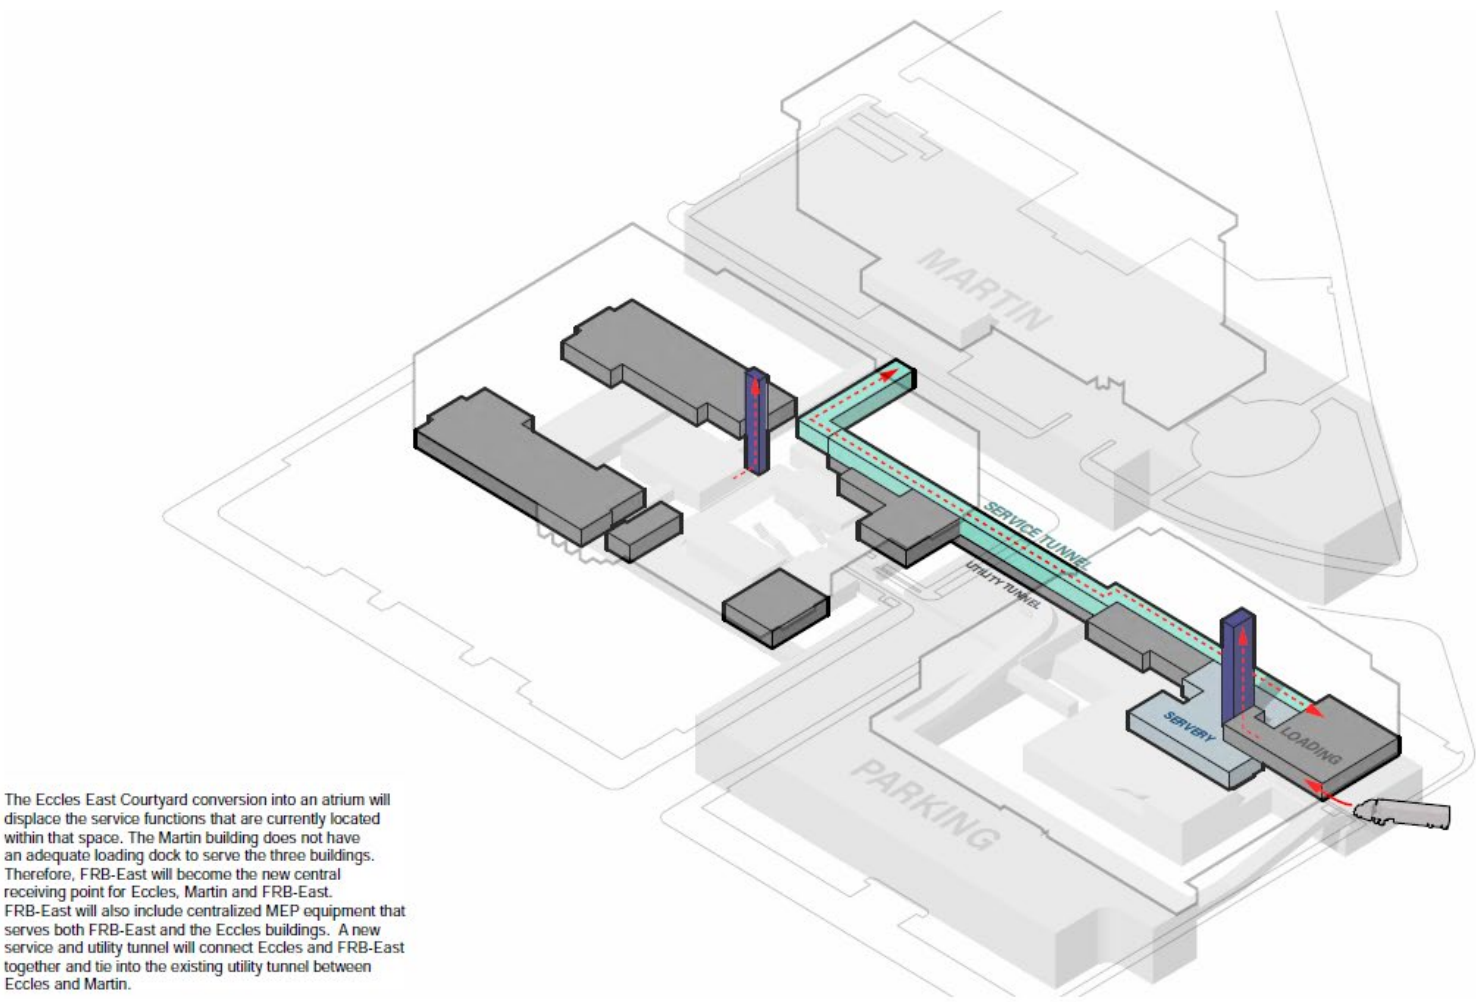 MARTIN
SERVICE TUNNEL
UTILITY TUNNEL
SERVERY
LOADING
PARKING
The Eccles East Courtyard conversion into an atrium will
displace the service functions that are currently located
within that space. The Martin building does not have
an adequate loading dock to serve the three buildings.
Therefore, FRB-East will become the new central
receiving point for Eccles, Martin and FRB-East.
FRB-East will also include centralized MEP equipment that
serves both FRB-East and the Eccles buildings. A new
service and utility tunnel will connect Eccles and FRB-East
together and tie into the existing utility tunnel between
Eccles and Martin.